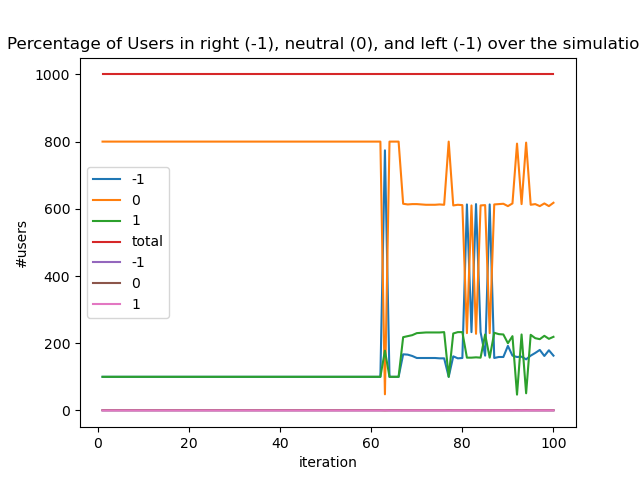 Percentage of Users in right (-1), neutral (0), and left (-1) over the simulatio
1000
800
600
400
200
0
#users
-1
0
1
total
-1
0
1
0 20 40 60 80 100
iteration